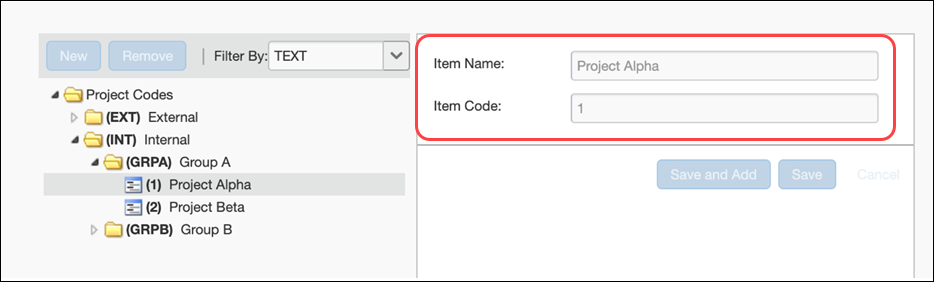 New Remove | Filter By: TEXT
Project Codes
(EXT) External
(INT) Internal
(GRPA) Group A
(1) Project Alpha
(2) Project Beta
(GRPB) Group B
Item Name: Project Alpha
Item Code: 1
Save and Add Save Cancel